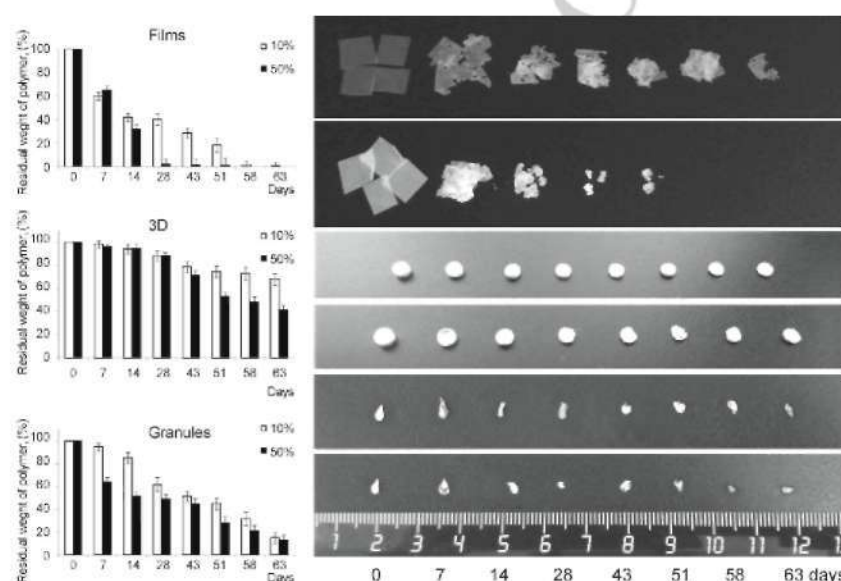 Films
□ 10%
■ 50%
Residual weght of polymer, (%)
100
80
60
40
20
0
0 7 14 28 43 51 58 63
Days
3D
□ 10%
■ 50%
Residual weght of polymer, (%)
100
80
60
40
20
0
0 7 14 28 43 51 58 63
Days
Granules
□ 10%
■ 50%
Residual weght of polymer, (%)
100
80
60
40
20
0
0 7 14 28 43 51 58 63
Days
1 2 3 4 5 6 7 8 9 10 11 12
0 7 14 28 43 51 58 63 days